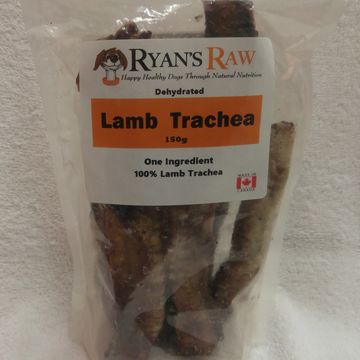 RYAN'S RAW
Happy Healthy Dogs Through Natural Nutrition
Dehydrated
Lamb Trachea
150g
One Ingredient
100% Lamb Trachea
MADE IN
CANADA